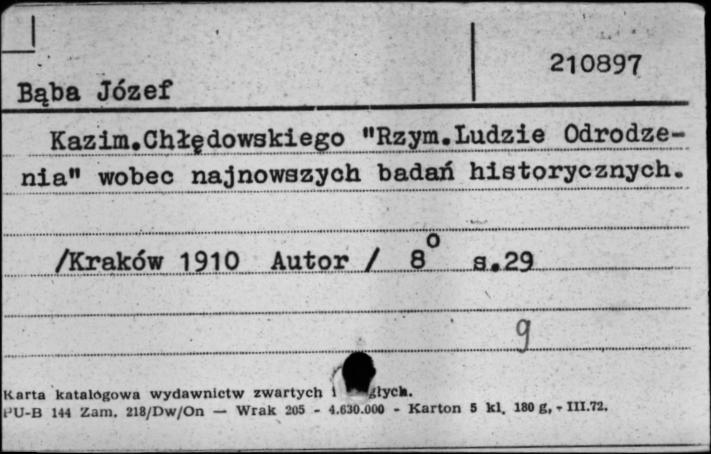 210897
Bąba Józef
Kazim.Chłędowskiego "Rzym.Ludzie Odrodze-
nia" wobec najnowszych badań historycznych.
/Kraków 1910 Autor / 8° s.29
g
Karta katalogowa wydawnictw zwartych i głych.
PU-B 144 Zam. 218/Dw/On — Wrak 205 - 4.630.000 - Karton 5 kl. 180 g, - III.72.